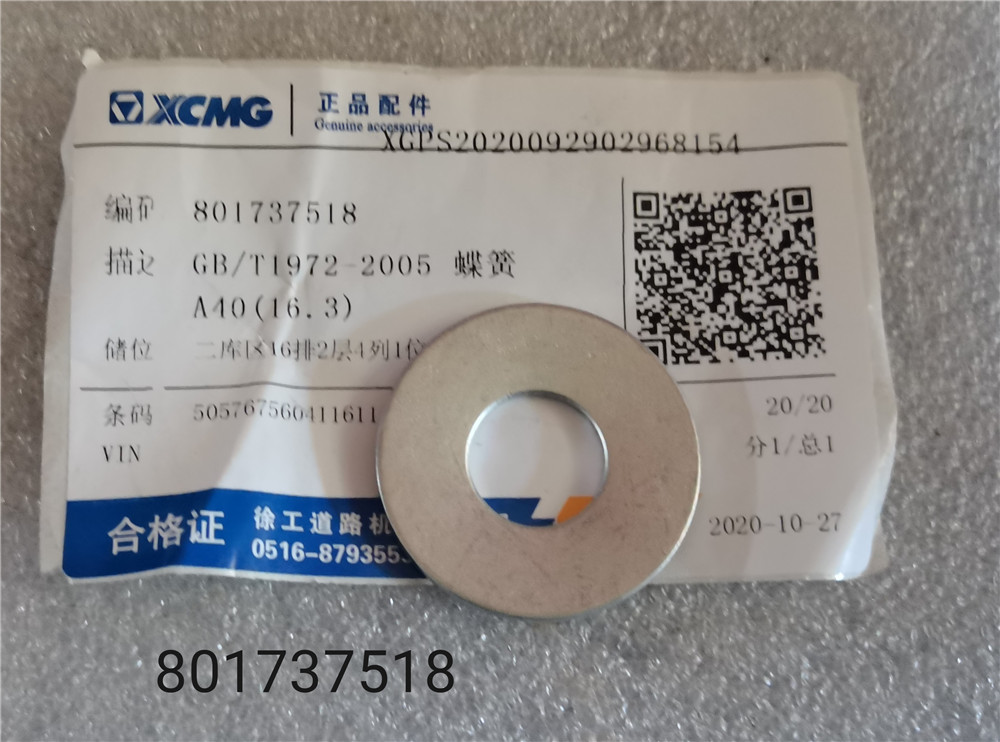 XCMG
正品配件
Genuine accessories
XGPS2020092902968154
编码 801737518
描述 GB/T1972-2005 蝶簧
A40(16.3)
储位 二库区16排2层4列1位
条码 505767560411611
20/20
VIN
分1/总1
合格证
徐工道路机
0516-879355
2020-10-27
801737518